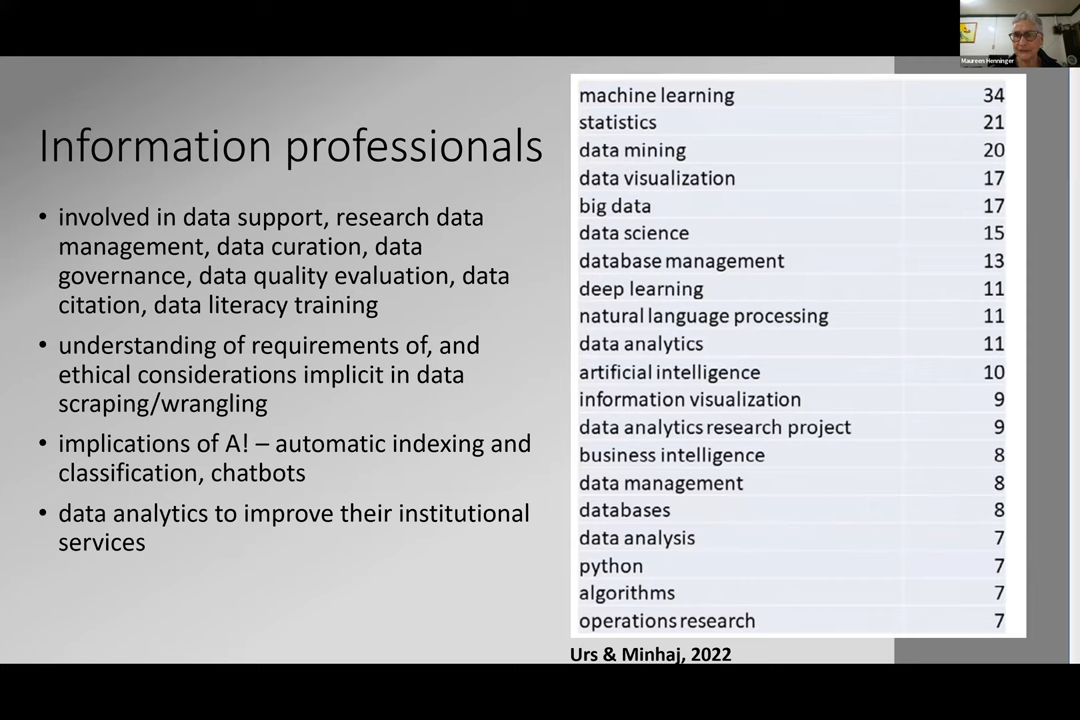 Maureen Henninger
Information professionals
• involved in data support, research data
management, data curation, data
governance, data quality evaluation, data
citation, data literacy training
• understanding of requirements of, and
ethical considerations implicit in data
scraping/wrangling
• implications of A! – automatic indexing and
classification, chatbots
• data analytics to improve their institutional
services
machine learning 34
statistics 21
data mining 20
data visualization 17
big data 17
data science 15
database management 13
deep learning 11
natural language processing 11
data analytics 11
artificial intelligence 10
information visualization 9
data analytics research project 9
business intelligence 8
data management 8
databases 8
data analysis 7
python 7
algorithms 7
operations research 7
Urs & Minhaj, 2022